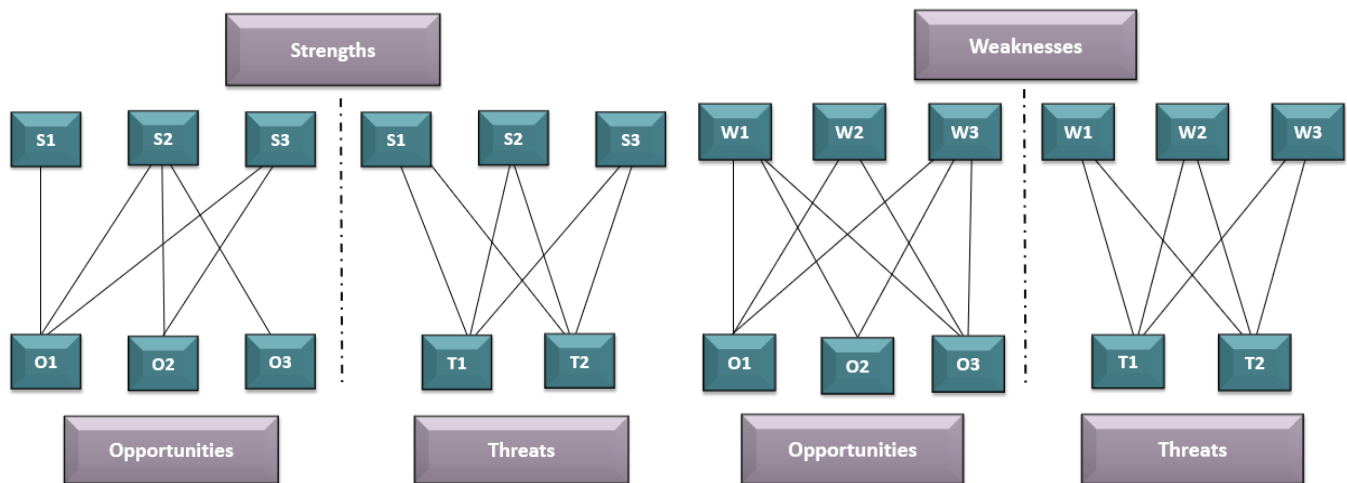 Strengths
Weaknesses
S1 S2 S3 S1 S2 S3 W1 W2 W3 W1 W2 W3
O1 O2 O3 T1 T2 O1 O2 O3 T1 T2
Opportunities Threats Opportunities Threats